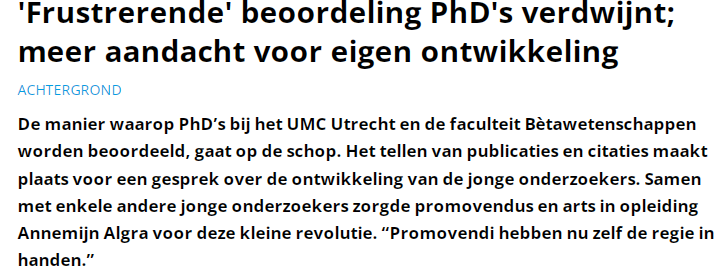 'Frustrerende' beoordeling PhD's verdwijnt;
meer aandacht voor eigen ontwikkeling
ACHTERGROND
De manier waarop PhD’s bij het UMC Utrecht en de faculteit Bètawetenschappen
worden beoordeeld, gaat op de schop. Het tellen van publicaties en citaties maakt
plaats voor een gesprek over de ontwikkeling van de jonge onderzoekers. Samen
met enkele andere jonge onderzoekers zorgde promovendus en arts in opleiding
Annemijn Algra voor deze kleine revolutie. “Promovendi hebben nu zelf de regie in
handen.”